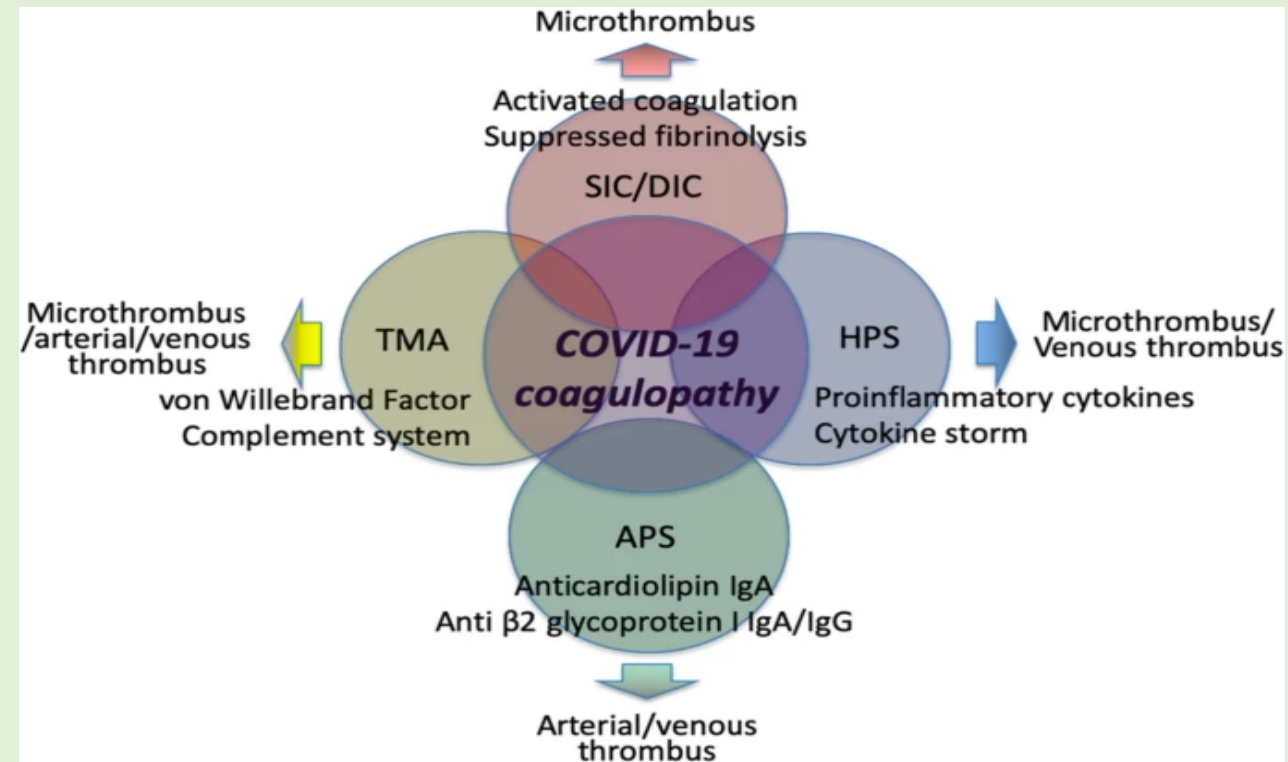 Microthrombus
Activated coagulation
Suppressed fibrinolysis
SIC/DIC
Microthrombus
/arterial/venous
thrombus
TMA
von Willebrand Factor
Complement system
COVID-19
coagulopathy
HPS
Proinflammatory cytokines
Cytokine storm
Microthrombus/
Venous thrombus
APS
Anticardiolipin IgA
Anti β2 glycoprotein I IgA/IgG
Arterial/venous
thrombus